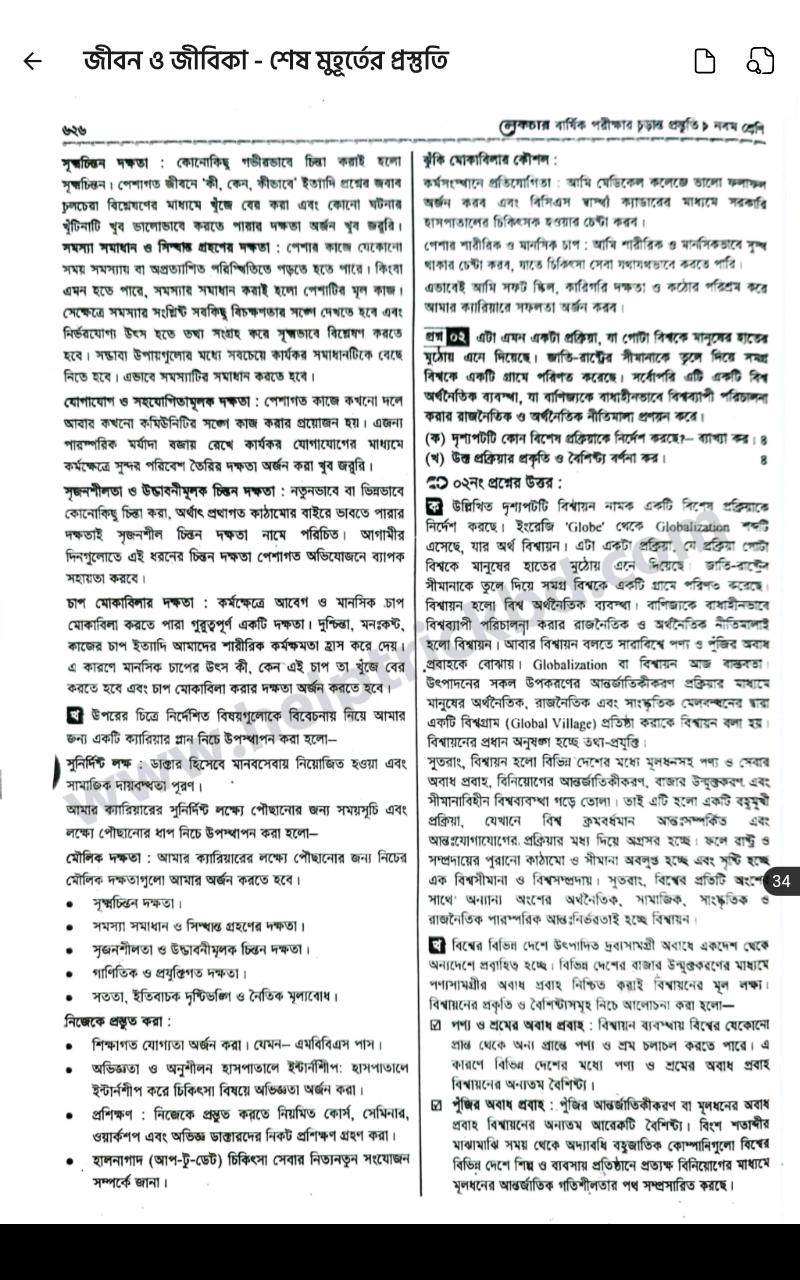 জীবন ও জীবিকা - শেষ মুহূর্তের প্রস্তুতি
৬২৬
লেকচার বার্ষিক পরীক্ষার চূড়ান্ত প্রস্তুতি ❯ নবম শ্রেণি
সূক্ষ্মচিন্তন দক্ষতা : কোনোকিছু গভীরভাবে চিন্তা করাই হলো
সূক্ষ্মচিন্তন। পেশাগত জীবনে ‘কী, কেন, কীভাবে’ ইত্যাদি প্রশ্নের জবাব
চুলচেরা বিশ্লেষণের মাধ্যমে খুঁজে বের করা এবং কোনো ঘটনার
খুঁটিনাটি খুব ভালোভাবে করতে পারার দক্ষতা অর্জন খুব জরুরি।
সমস্যা সমাধান ও সিদ্ধান্ত গ্রহণের দক্ষতা : পেশার কাজে যেকোনো
সময় সমস্যায় বা অপ্রত্যাশিত পরিস্থিতিতে পড়তে হতে পারে। কিংবা
এমন হতে পারে, সমস্যার সমাধান করাই হলো পেশাটির মূল কাজ।
সেক্ষেত্রে সমস্যার সংশ্লিষ্ট সবকিছু বিচক্ষণতার সঙ্গে দেখতে হবে এবং
নির্ভরযোগ্য উৎস হতে তথ্য সংগ্রহ করে সূক্ষ্মভাবে বিশ্লেষণ করতে
হবে। সম্ভাব্য উপায়গুলোর মধ্যে সবচেয়ে কার্যকর সমাধানটিকে বেছে
নিতে হবে। এভাবে সমস্যাটির সমাধান করতে হবে।
যোগাযোগ ও সহযোগিতামূলক দক্ষতা : পেশাগত কাজে কখনো দলে
আবার কখনো কমিউনিটির সঙ্গে কাজ করার প্রয়োজন হয়। এজন্য
পারস্পরিক মর্যাদা বজায় রেখে কার্যকর যোগাযোগের মাধ্যমে
কর্মক্ষেত্রে সুন্দর পরিবেশ তৈরির দক্ষতা অর্জন করা খুব জরুরি।
সৃজনশীলতা ও উদ্ভাবনীমূলক চিন্তন দক্ষতা : নতুনভাবে বা ভিন্নভাবে
কোনোকিছু চিন্তা করা, অর্থাৎ প্রথাগত কাঠামোর বাইরে ভাবতে পারার
দক্ষতাই সৃজনশীল চিন্তন দক্ষতা নামে পরিচিত। আগামীর
দিনগুলোতে এই ধরনের চিন্তন দক্ষতা পেশাগত অভিযোজনে ব্যাপক
সহায়তা করবে।
চাপ মোকাবিলার দক্ষতা : কর্মক্ষেত্রে আবেগ ও মানসিক চাপ
মোকাবিলা করতে পারা গুরুত্বপূর্ণ একটি দক্ষতা। দুশ্চিন্তা, মনঃকষ্ট,
কাজের চাপ ইত্যাদি আমাদের শারীরিক কর্মক্ষমতা হ্রাস করে দেয়।
এ কারণে মানসিক চাপের উৎস কী, কেন এই চাপ তা খুঁজে বের
করতে হবে এবং চাপ মোকাবিলা করার দক্ষতা অর্জন করতে হবে।
খ উপরের চিত্রে নির্দেশিত বিষয়গুলোকে বিবেচনায় নিয়ে আমার
জন্য একটি ক্যারিয়ার প্লান নিচে উপস্থাপন করা হলো–
সুনির্দিষ্ট লক্ষ : ডাক্তার হিসেবে মানবসেবায় নিয়োজিত হওয়া এবং
সামাজিক দায়বদ্ধতা পূরণ।
আমার ক্যারিয়ারের সুনির্দিষ্ট লক্ষ্যে পৌছানোর জন্য সময়সূচি এবং
লক্ষ্যে পৌছানোর ধাপ নিচে উপস্থাপন করা হলো–
মৌলিক দক্ষতা : আমার ক্যারিয়ারের লক্ষ্যে পৌছানোর জন্য নিচের
মৌলিক দক্ষতাগুলো আমার অর্জন করতে হবে।
● সূক্ষ্মচিন্তন দক্ষতা।
● সমস্যা সমাধান ও সিদ্ধান্ত গ্রহণের দক্ষতা।
● সৃজনশীলতা ও উদ্ভাবনীমূলক চিন্তন দক্ষতা।
● গাণিতিক ও প্রযুক্তিগত দক্ষতা।
● সততা, ইতিবাচক দৃষ্টিভঙ্গি ও নৈতিক মূল্যবোধ।
নিজেকে প্রস্তুত করা :
● শিক্ষাগত যোগ্যতা অর্জন করা। যেমন– এমবিবিএস পাস।
● অভিজ্ঞতা ও অনুশীলন হাসপাতালে ইন্টার্নশীপ: হাসপাতালে
ইন্টার্নশীপ করে চিকিৎসা বিষয়ে অভিজ্ঞতা অর্জন করা।
● প্রশিক্ষণ : নিজেকে প্রস্তুত করতে নিয়মিত কোর্স, সেমিনার,
ওয়ার্কশপ এবং অভিজ্ঞ ডাক্তারদের নিকট প্রশিক্ষণ গ্রহণ করা।
● হালনাগাদ (আপ-টু-ডেট) চিকিৎসা সেবার নিত্যনতুন সংযোজন
সম্পর্কে জানা।
ঝুঁকি মোকাবিলার কৌশল :
কর্মসংস্থানে প্রতিযোগিতা : আমি মেডিকেল কলেজে ভালো ফলাফল
অর্জন করব এবং বিসিএস স্বাস্থ্য ক্যাডারের মাধ্যমে সরকারি
হাসপাতালের চিকিৎসক হওয়ার চেষ্টা করব।
পেশার শারীরিক ও মানসিক চাপ : আমি শারীরিক ও মানসিকভাবে সুস্থ
থাকার চেষ্টা করব, যাতে চিকিৎসা সেবা যথাযথভাবে করতে পারি।
এভাবেই আমি সফট স্কিল, কারিগরি দক্ষতা ও কঠোর পরিশ্রম করে
আমার ক্যারিয়ারে সফলতা অর্জন করব।
প্রশ্ন ০২ এটা এমন একটা প্রক্রিয়া, যা গোটা বিশ্বকে মানুষের হাতের
মুঠোয় এনে দিয়েছে। জাতি-রাষ্ট্রের সীমানাকে তুলে দিয়ে সমগ্র
বিশ্বকে একটি গ্রামে পরিণত করেছে। সর্বোপরি এটি একটি বিশ্ব
অর্থনৈতিক ব্যবস্থা, যা বাণিজ্যকে বাধাহীনভাবে বিশ্বব্যাপী পরিচালনা
করার রাজনৈতিক ও অর্থনৈতিক নীতিমালা প্রণয়ন করে।
(ক) দৃশ্যপটটি কোন বিশেষ প্রক্রিয়াকে নির্দেশ করছে?– ব্যাখ্যা কর। ৪
(খ) উক্ত প্রক্রিয়ার প্রকৃতি ও বৈশিষ্ট্য বর্ণনা কর। ৪
০২নং প্রশ্নের উত্তর :
ক উল্লিখিত দৃশ্যপটটি বিশ্বায়ন নামক একটি বিশেষ প্রক্রিয়াকে
নির্দেশ করছে। ইংরেজি ‘Globe’ থেকে Globalization শব্দটি
এসেছে, যার অর্থ বিশ্বায়ন। এটা একটা প্রক্রিয়া, যে প্রক্রিয়া গোটা
বিশ্বকে মানুষের হাতের মুঠোয় এনে দিয়েছে। জাতি-রাষ্ট্রের
সীমানাকে তুলে দিয়ে সমগ্র বিশ্বকে একটি গ্রামে পরিণত করেছে।
বিশ্বায়ন হলো বিশ্ব অর্থনৈতিক ব্যবস্থা। বাণিজ্যকে বাধাহীনভাবে
বিশ্বব্যাপী পরিচালনা করার রাজনৈতিক ও অর্থনৈতিক নীতিমালাই
হলো বিশ্বায়ন। আবার বিশ্বায়ন বলতে সারাবিশ্বে পণ্য ও পুঁজির অবাধ
প্রবাহকে বোঝায়। Globalization বা বিশ্বায়ন আজ বাস্তবতা।
উৎপাদনের সকল উপকরণের আন্তর্জাতিকীকরণ প্রক্রিয়ার মাধ্যমে
মানুষের অর্থনৈতিক, রাজনৈতিক এবং সাংস্কৃতিক মেলবন্ধনের দ্বারা
একটি বিশ্বগ্রাম (Global Village) প্রতিষ্ঠা করাকে বিশ্বায়ন বলা হয়।
বিশ্বায়নের প্রধান অনুষঙ্গ হচ্ছে তথ্য-প্রযুক্তি।
সুতরাং, বিশ্বায়ন হলো বিভিন্ন দেশের মধ্যে মূলধনসহ পণ্য ও সেবার
অবাধ প্রবাহ, বিনিয়োগের আন্তর্জাতিকীকরণ, বাজার উন্মুক্তকরণ এবং
সীমানাবিহীন বিশ্বব্যবস্থা গড়ে তোলা। তাই এটি হলো একটি বহুমুখী
প্রক্রিয়া, যেখানে বিশ্ব ক্রমবর্ধমান আন্তঃসম্পর্কিত এবং
আন্তঃযোগাযোগের প্রক্রিয়ার মধ্য দিয়ে অগ্রসর হচ্ছে। ফলে রাষ্ট্র ও
সম্প্রদায়ের পুরানো কাঠামো ও সীমানা অবলুপ্ত হচ্ছে এবং সৃষ্টি হচ্ছে
এক বিশ্বসীমানা ও বিশ্বসম্প্রদায়। সুতরাং, বিশ্বের প্রতিটি অংশের
সাথে অন্যান্য অংশের অর্থনৈতিক, সামাজিক, সাংস্কৃতিক ও
রাজনৈতিক পারস্পরিক আন্তঃনির্ভরতাই হচ্ছে বিশ্বায়ন।
খ বিশ্বের বিভিন্ন দেশে উৎপাদিত দ্রব্যসামগ্রী অবাধে একদেশ থেকে
অন্যদেশে প্রবাহিত হচ্ছে। বিভিন্ন দেশের বাজার উন্মুক্তকরণের মাধ্যমে
পণ্যসামগ্রীর অবাধ প্রবাহ নিশ্চিত করাই বিশ্বায়নের মূল লক্ষ্য।
বিশ্বায়নের প্রকৃতি ও বৈশিষ্ট্যসমূহ নিচে আলোচনা করা হলো–
☑ পণ্য ও শ্রমের অবাধ প্রবাহ : বিশ্বায়ন ব্যবস্থায় বিশ্বের যেকোনো
প্রান্ত থেকে অন্য প্রান্তে পণ্য ও শ্রম চলাচল করতে পারে। এ
কারণে বিভিন্ন দেশের মধ্যে পণ্য ও শ্রমের অবাধ প্রবাহ
বিশ্বায়নের অন্যতম বৈশিষ্ট্য।
☑ পুঁজির অবাধ প্রবাহ : পুঁজির আন্তর্জাতিকীকরণ বা মূলধনের অবাধ
প্রবাহ বিশ্বায়নের অন্যতম আরেকটি বৈশিষ্ট্য। বিংশ শতাব্দীর
মাঝামাঝি সময় থেকে অদ্যাবধি বহুজাতিক কোম্পানিগুলো বিশ্বের
বিভিন্ন দেশে শিল্প ও ব্যবসায় প্রতিষ্ঠানে প্রত্যক্ষ বিনিয়োগের মাধ্যমে
মূলধনের আন্তর্জাতিক গতিশীলতার পথ সম্প্রসারিত করছে।
34
www.helptrickbd.com